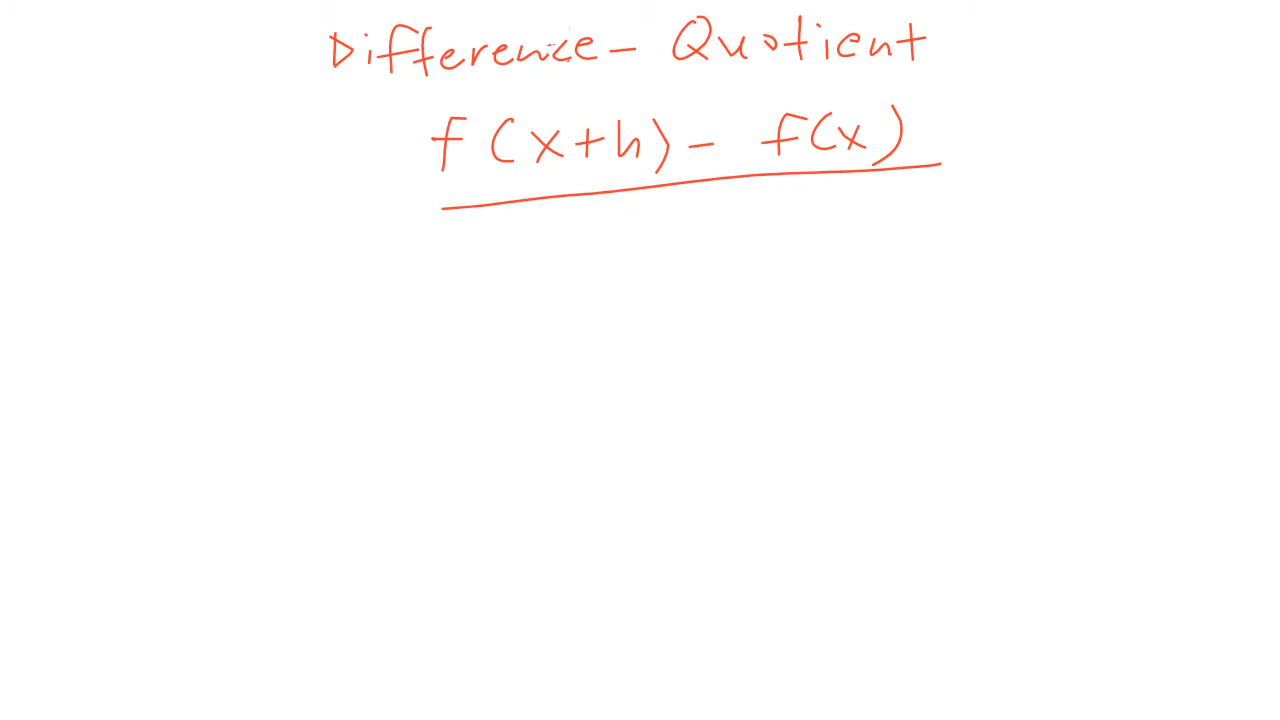 Difference - Quotient
f(x+h) - f(x)